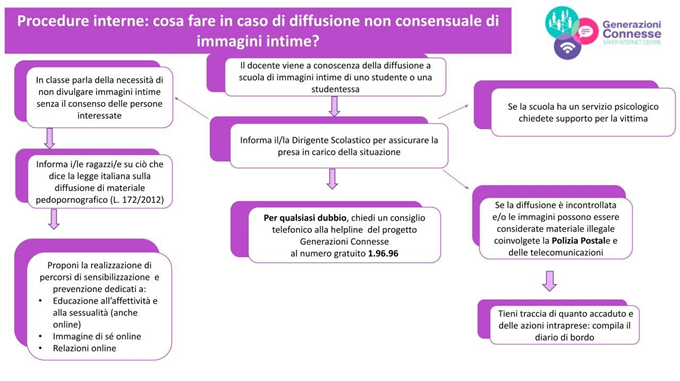 Procedure interne: cosa fare in caso di diffusione non consensuale di
immagini intime?
Generazioni
Connesse
SAFER INTERNET CENTRE
In classe parla della necessità di
non divulgare immagini intime
senza il consenso delle persone
interessate
Il docente viene a conoscenza della diffusione a
scuola di immagini intime di uno studente o una
studentessa
Se la scuola ha un servizio psicologico
chiedete supporto per la vittima
Informa il/la Dirigente Scolastico per assicurare la
presa in carico della situazione
Informa i/le ragazzi/e su ciò che
dice la legge italiana sulla
diffusione di materiale
pedopornografico (L. 172/2012)
Per qualsiasi dubbio, chiedi un consiglio
telefonico alla helpline del progetto
Generazioni Connesse
al numero gratuito 1.96.96
Se la diffusione è incontrollata
e/o le immagini possono essere
considerate materiale illegale
coinvolgete la Polizia Postale e
delle telecomunicazioni
Proponi la realizzazione di
percorsi di sensibilizzazione e
prevenzione dedicati a:
• Educazione all'affettività e
alla sessualità (anche
online)
• Immagine di sé online
• Relazioni online
Tieni traccia di quanto accaduto e
delle azioni intraprese: compila il
diario di bordo